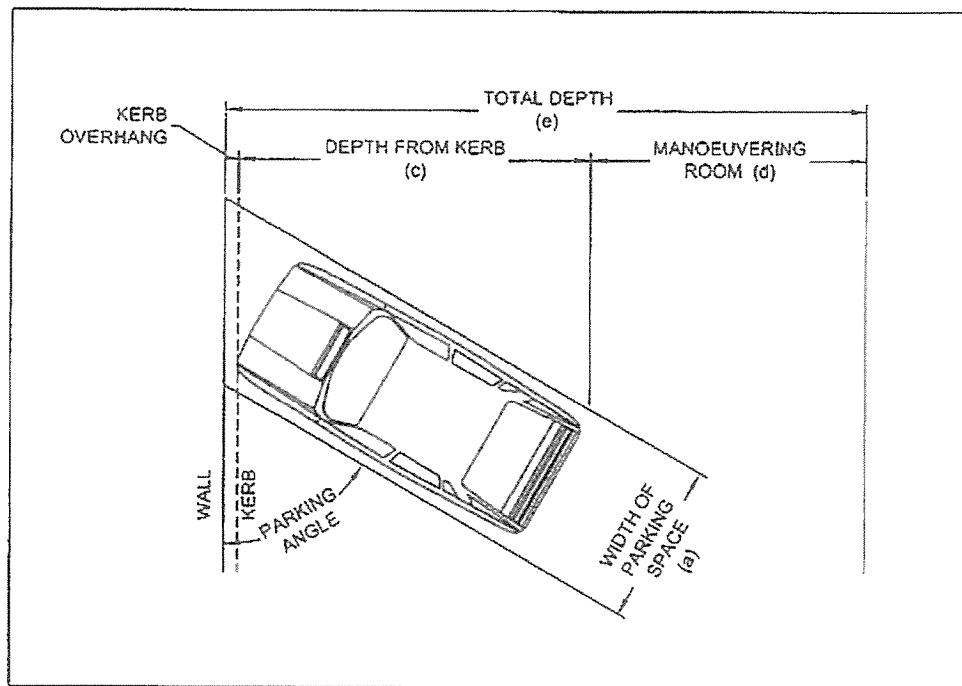 TOTAL DEPTH
(e)
KERB
OVERHANG
DEPTH FROM KERB
(c)
MANOEUVERING
ROOM (d)
WALL
KERB
PARKING
ANGLE
WIDTH OF
PARKING
SPACE
(a)